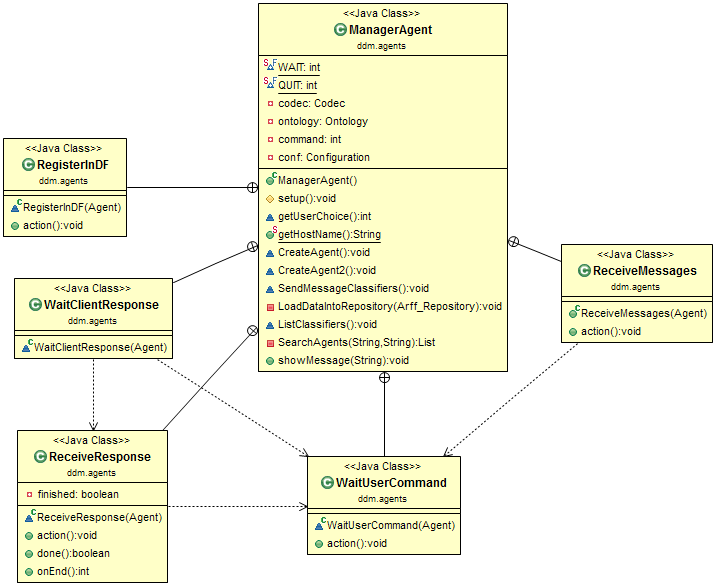 <<Java Class>>
ManagerAgent
ddm.agents
WAIT: int
QUIT: int
codec: Codec
ontology: Ontology
command: int
conf: Configuration
ManagerAgent()
setup():void
getUserChoice():int
getHostName():String
CreateAgent():void
CreateAgent2():void
SendMessageClassifiers():void
LoadDataIntoRepository(Arff_Repository):void
ListClassifiers():void
SearchAgents(String,String):List
showMessage(String):void
<<Java Class>>
RegisterInDF
ddm.agents
RegisterInDF(Agent)
action():void
<<Java Class>>
WaitClientResponse
ddm.agents
WaitClientResponse(Agent)
<<Java Class>>
ReceiveMessages
ddm.agents
ReceiveMessages(Agent)
action():void
<<Java Class>>
ReceiveResponse
ddm.agents
finished: boolean
ReceiveResponse(Agent)
action():void
done():boolean
onEnd():int
<<Java Class>>
WaitUserCommand
ddm.agents
WaitUserCommand(Agent)
action():void